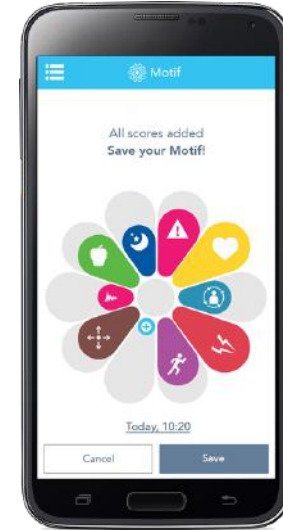 Motif
All scores added
Save your Motif!
Today, 10:20
Cancel
Save